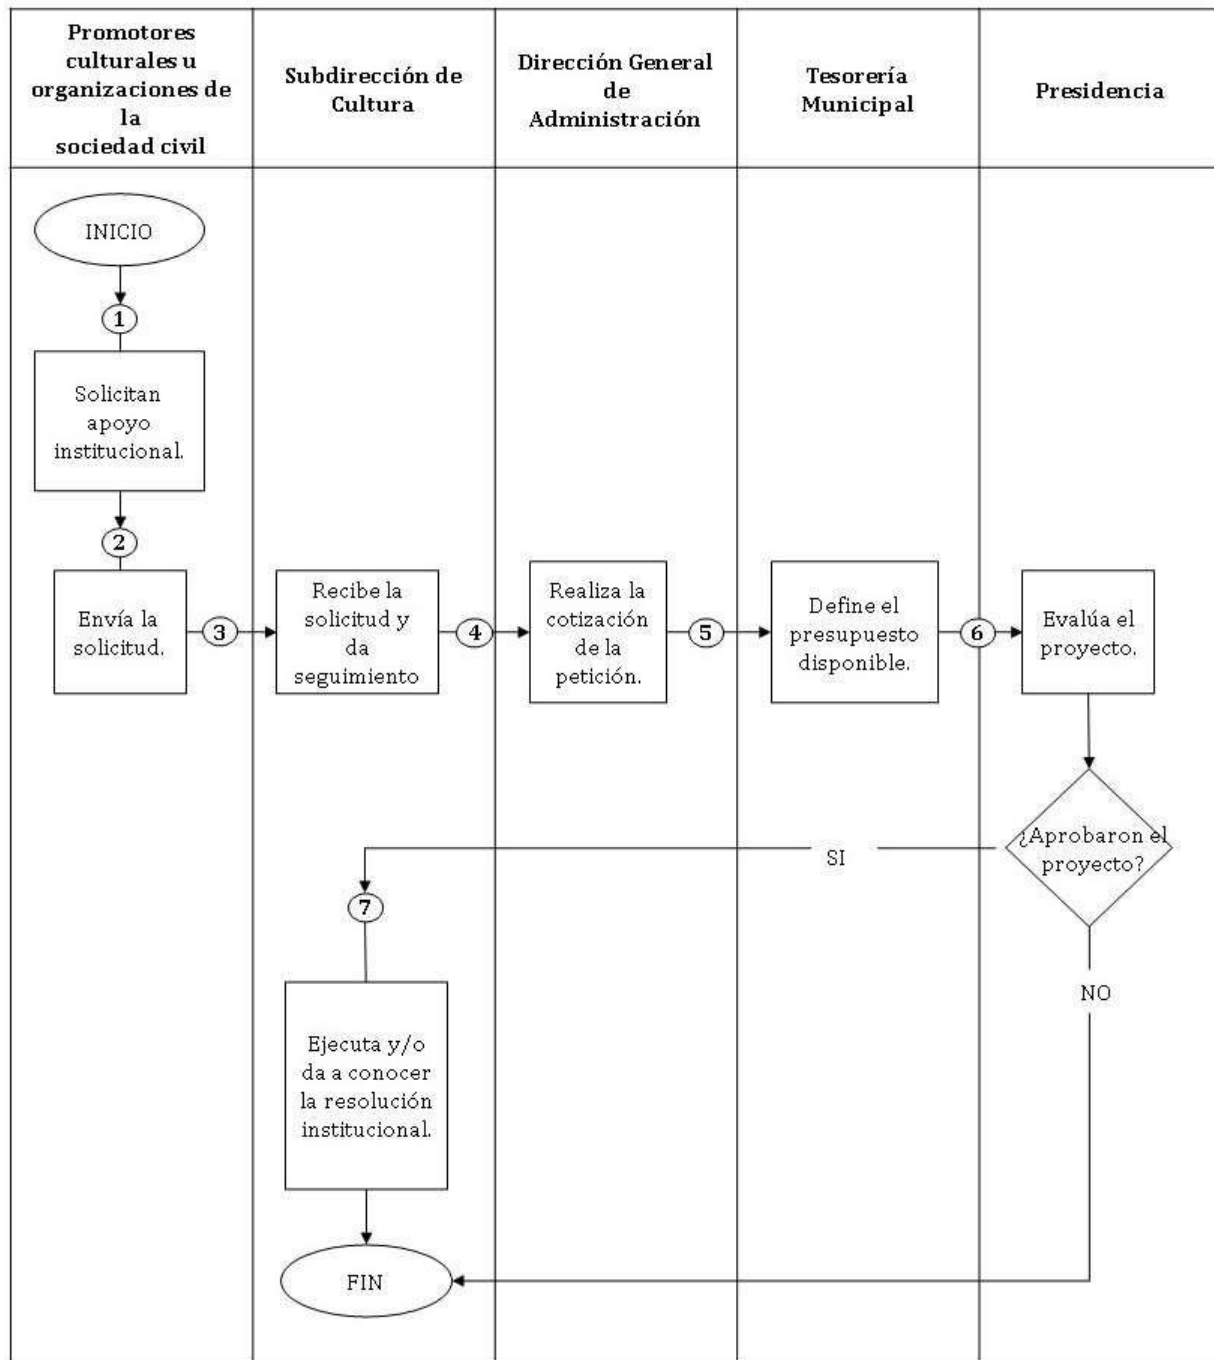 Promotores
culturales u
organizaciones de
la
sociedad civil
Subdirección de
Cultura
Dirección General
de
Administración
Tesorería
Municipal
Presidencia
INICIO
1
Solicitan
apoyo
institucional.
2
Envía la
solicitud.
3
Recibe la
solicitud y
da
seguimiento
4
Realiza la
cotización
de la
petición.
5
Define el
presupuesto
disponible.
6
Evalúa el
proyecto.
¿Aprobaron el
proyecto?
SI
NO
7
Ejecuta y/o
da a conocer
la resolución
institucional.
FIN